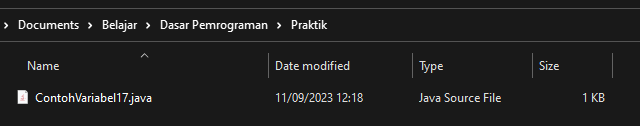 Documents > Belajar > Dasar Pemrograman > Praktik
Name Date modified Type Size
ContohVariabel17.java 11/09/2023 12:18 Java Source File 1 KB